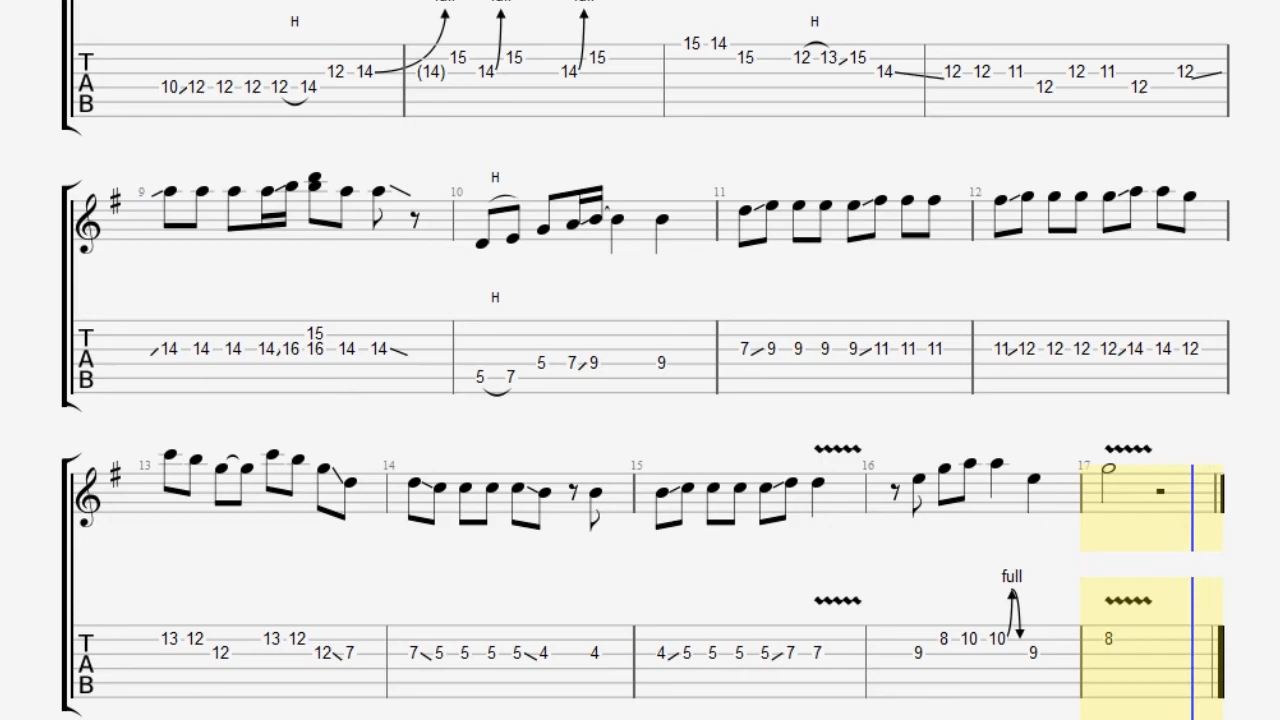 full full full
H H
15 14
15 15 15 15 12 13 15
12 14 (14) 14 14 14 12 12 11 12 11 12
10 12 12 12 12 14 12 12
T
A
B
9 10 11 12
H
H
15
14 14 14 14 16 16 14 14 7 9 9 9 9 11 11 11 11 12 12 12 12 14 14 12
5 7 9 9
5 7
T
A
B
13 14 15 16 17
full
13 12 13 12 8 10 10 8
12 12 7 7 5 5 5 5 4 4 4 5 5 5 5 7 7 9 9
T
A
B